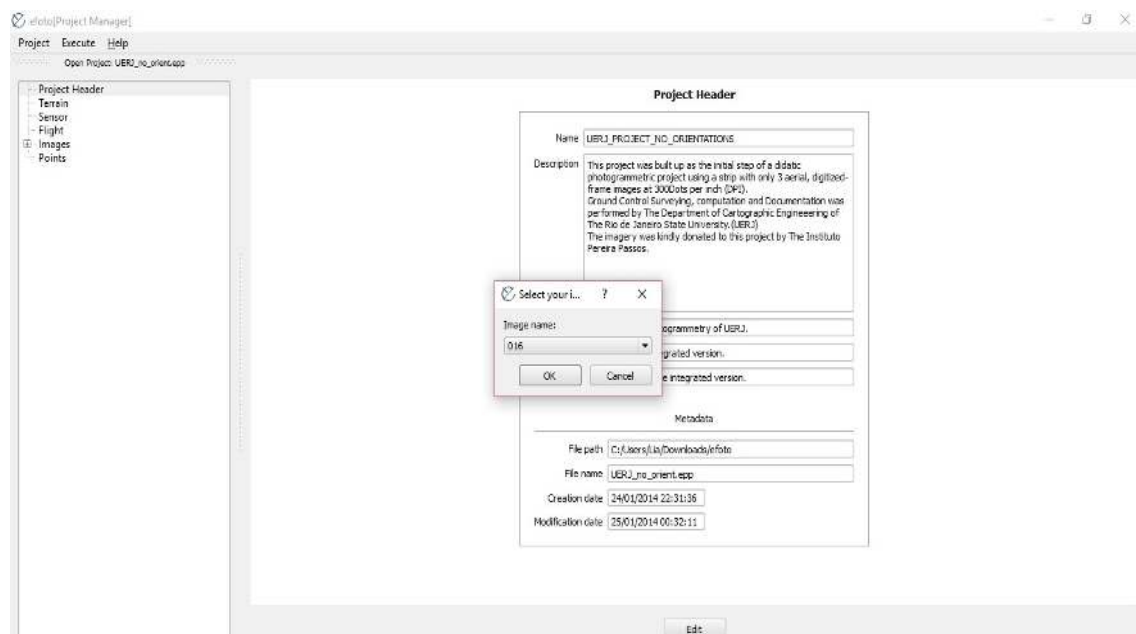 efoto[Project Manager]
Project Execute Help
Open Project: UERJ_no_orient.epp
Project Header
Terrain
Sensor
Flight
Images
Points
Project Header
Name UERJ_PROJECT_NO_ORIENTATIONS
Description This project was built up as the initial step of a didatic
photogrammetric project using a strip with only 3 aerial, digitized-
frame images at 300Dots per inch (DPI).
Ground Control Surveying, computation and Documentation was
performed by The Department of Cartographic Engineeering of
The Rio de Janeiro State University.(UERJ)
The imagery was kindly donated to this project by The Instituto
Pereira Passos.
Select your i... ?
Image name:
016
OK Cancel
ogrammetry of UERJ.
egrated version.
e integrated version.
Metadata
File path C:/Users/Lia/Downloads/efoto
File name UERJ_no_orient.epp
Creation date 24/01/2014 22:31:36
Modification date 25/01/2014 00:32:11
Edit